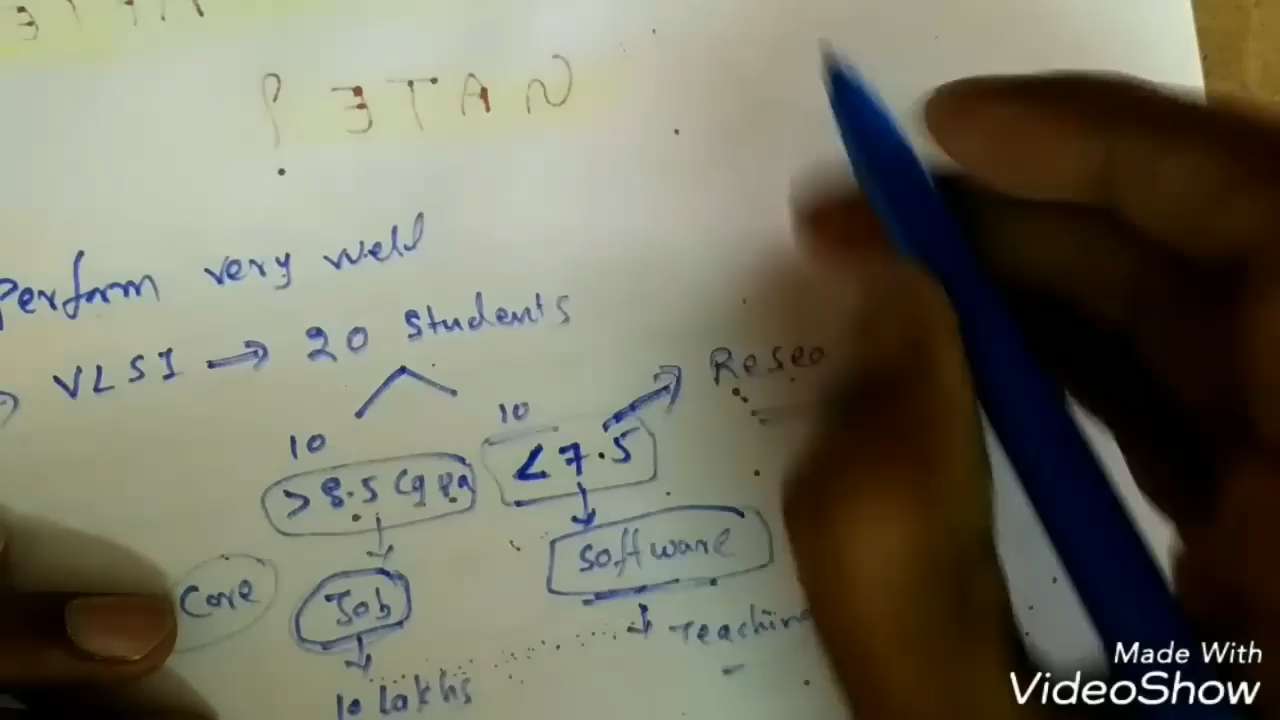 Perform very well
VLSI → 20 students
10 10
> 8.5 Cgpa < 7.5 → Resea
Core Job software
10 lakhs Teachin
Made With
VideoShow